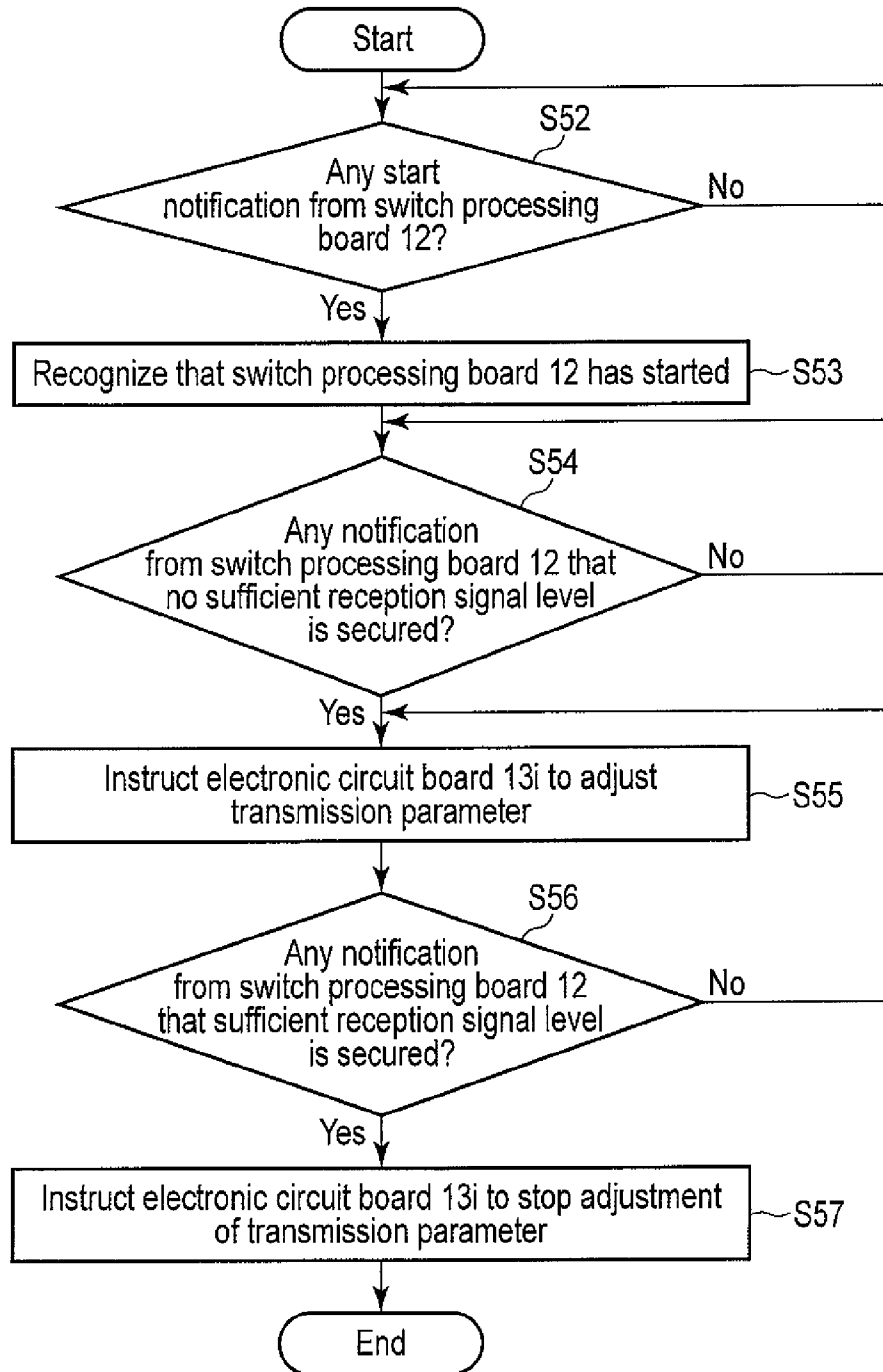 Start
S52
Any start
notification from switch processing
board 12?
No
Yes
Recognize that switch processing board 12 has started
S53
S54
Any notification
from switch processing board 12 that
no sufficient reception signal level
is secured?
No
Yes
Instruct electronic circuit board 13i to adjust
transmission parameter
S55
S56
Any notification
from switch processing board 12
that sufficient reception signal level
is secured?
No
Yes
Instruct electronic circuit board 13i to stop adjustment
of transmission parameter
S57
End